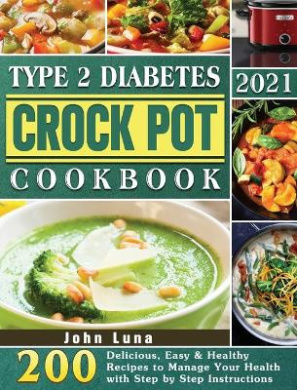 TYPE 2 DIABETES
2021
CROCK POT
COOKBOOK
John Luna
200
Delicious, Easy & Healthy
Recipes to Manage Your Health
with Step by Step Instructions